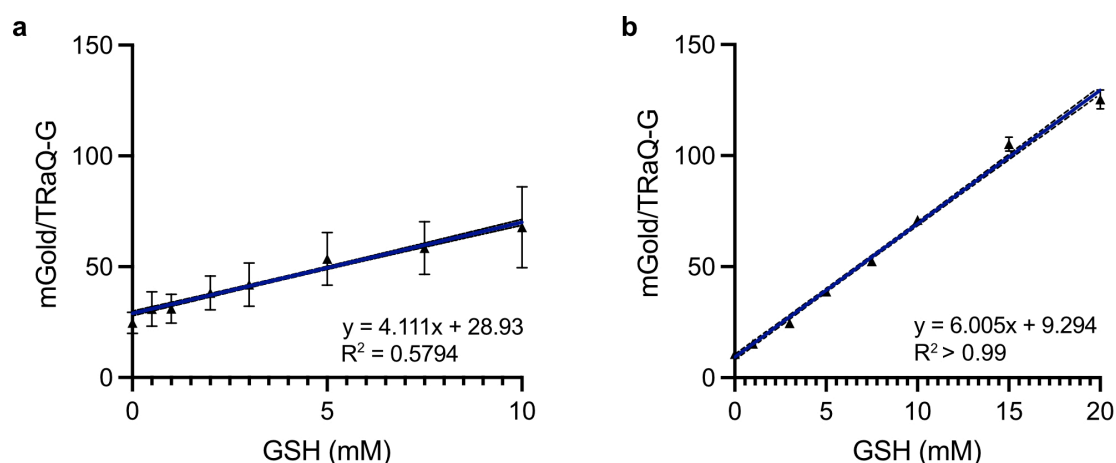 a
mGold/TRaQ-G
150
100
50
0
y = 4.111x + 28.93
R² = 0.5794
0 5 10
GSH (mM)
b
mGold/TRaQ-G
150
100
50
0
y = 6.005x + 9.294
R² > 0.99
0 5 10 15 20
GSH (mM)